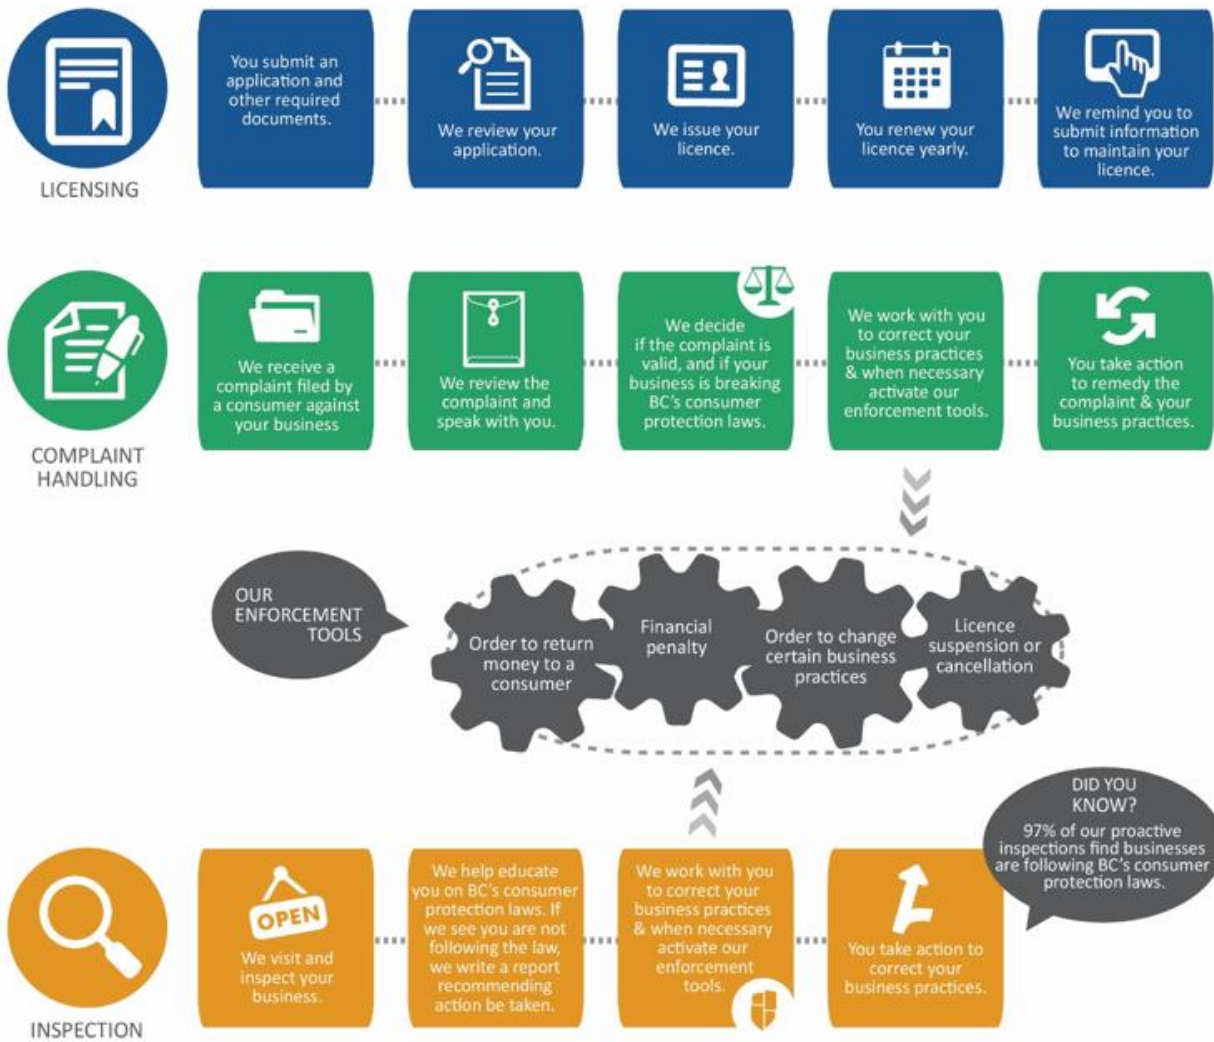 You submit an
application and
other required
documents.
We review your
application.
We issue your
licence.
You renew your
licence yearly.
We remind you to
submit information
to maintain your
licence.
LICENSING
We receive a
complaint filed by
a consumer against
your business
We review the
complaint and
speak with you.
We decide
if the complaint is
valid, and if your
business is breaking
BC's consumer
protection laws.
We work with you
to correct your
business practices
& when necessary
activate our
enforcement tools.
You take action
to remedy the
complaint & your
business practices.
COMPLAINT
HANDLING
OUR
ENFORCEMENT
TOOLS
Order to return
money to a
consumer
Financial
penalty
Order to change
certain business
practices
Licence
suspension or
cancellation
DID YOU
KNOW?
97% of our proactive
inspections find businesses
are following BC's consumer
protection laws.
OPEN
We visit and
inspect your
business.
We help educate
you on BC's consumer
protection laws. If
we see you are not
following the law,
we write a report
recommending
action be taken.
We work with you
to correct your
business practices
& when necessary
activate our
enforcement
tools.
You take action to
correct your
business practices.
INSPECTION